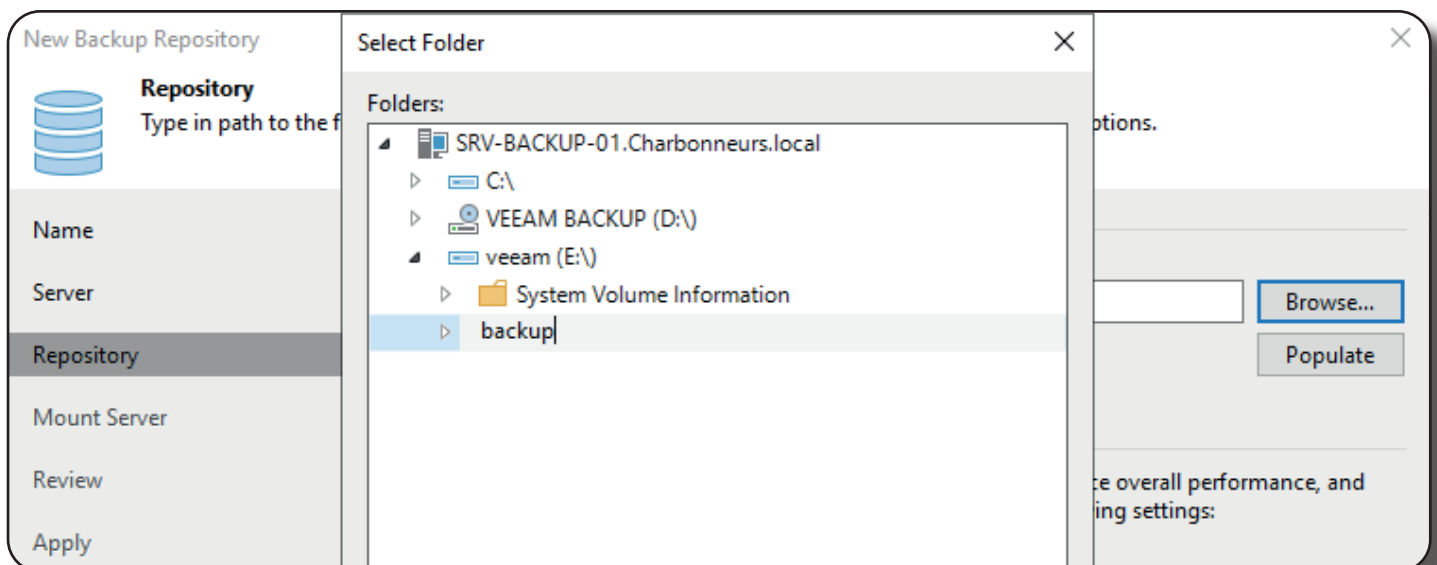 New Backup Repository
Repository
Type in path to the f
ptions.
Name
Server
Repository
Mount Server
Review
Apply
Select Folder
Folders:
SRV-BACKUP-01.Charbonneurs.local
C:\
VEEAM BACKUP (D:\)
veeam (E:\)
System Volume Information
backup
Browse...
Populate
e overall performance, and
ing settings: